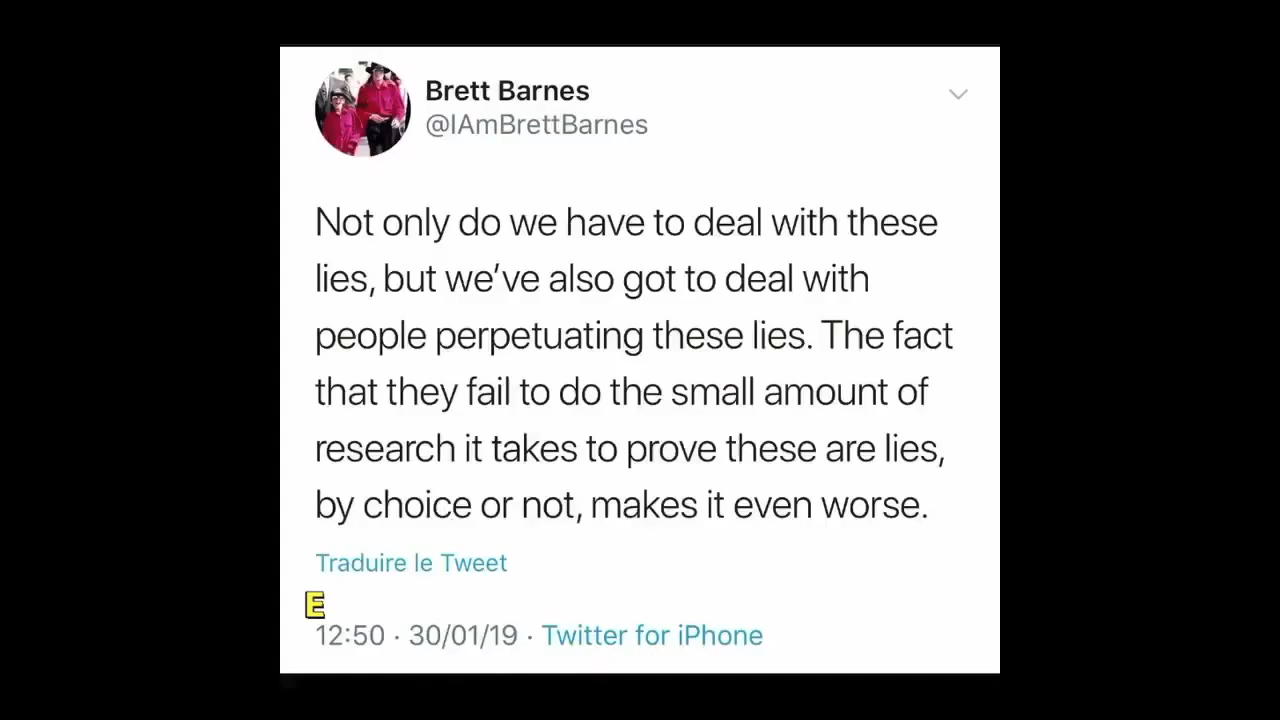 Brett Barnes
@IAmBrettBarnes
Not only do we have to deal with these
lies, but we've also got to deal with
people perpetuating these lies. The fact
that they fail to do the small amount of
research it takes to prove these are lies,
by choice or not, makes it even worse.
Traduire le Tweet
E
12:50 · 30/01/19 · Twitter for iPhone